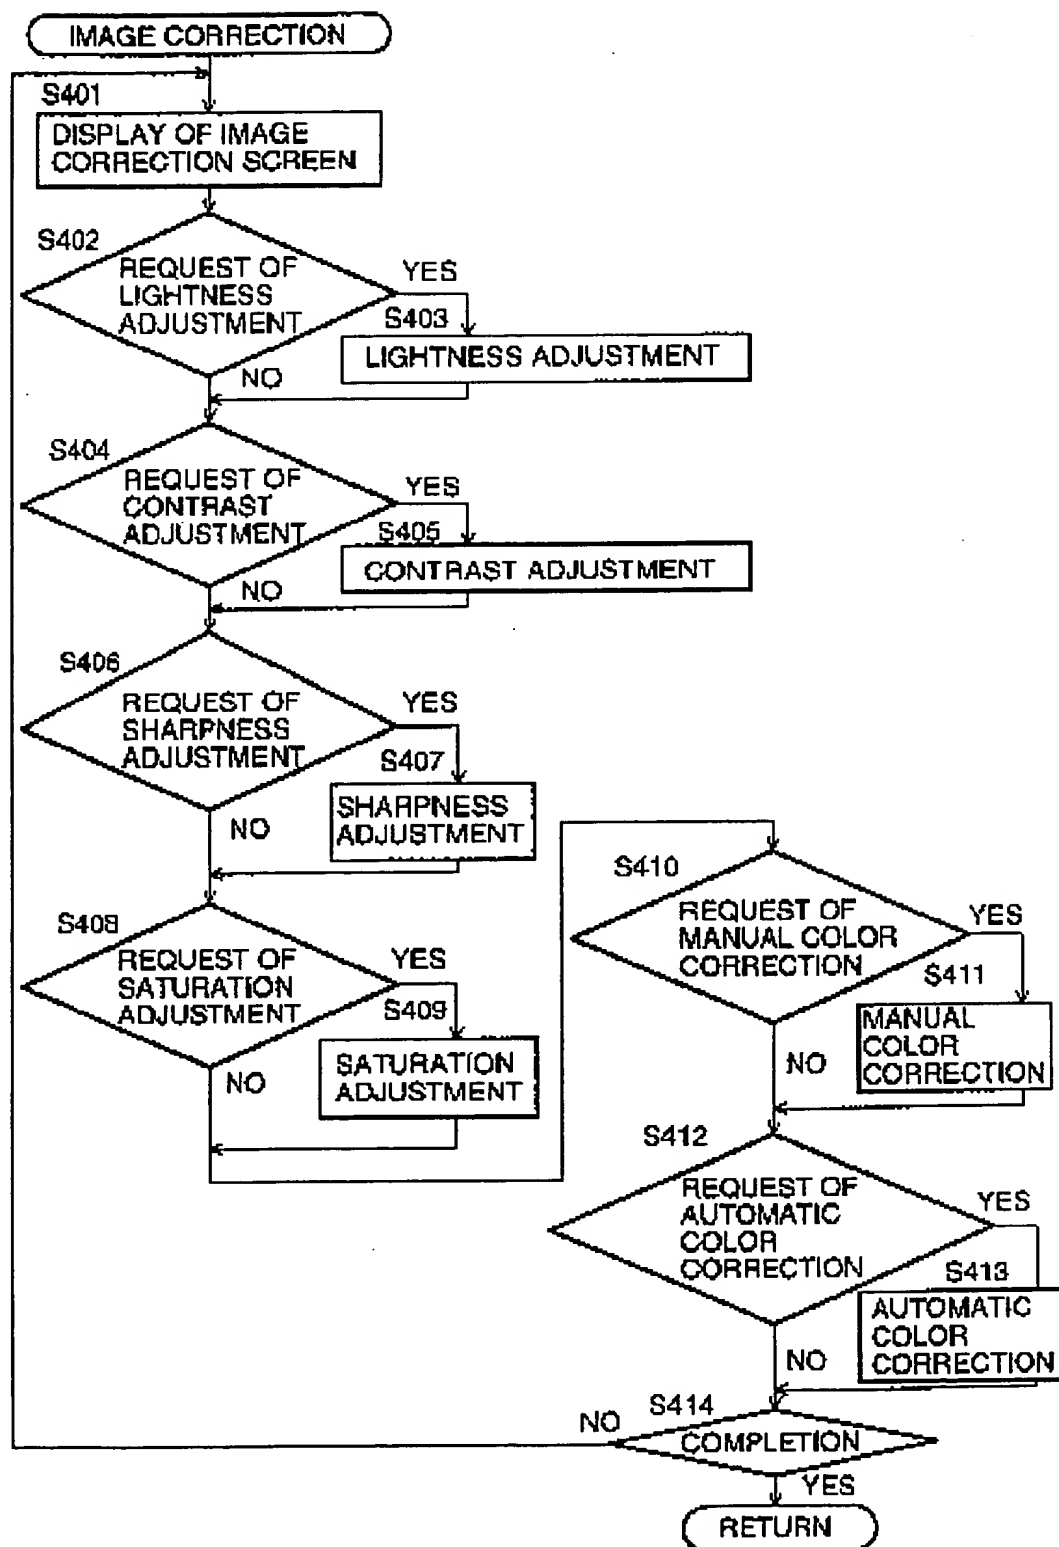 IMAGE CORRECTION
S401
DISPLAY OF IMAGE
CORRECTION SCREEN
S402
REQUEST OF
LIGHTNESS
ADJUSTMENT
YES
S403
LIGHTNESS ADJUSTMENT
NO
S404
REQUEST OF
CONTRAST
ADJUSTMENT
YES
S405
CONTRAST ADJUSTMENT
NO
S406
REQUEST OF
SHARPNESS
ADJUSTMENT
YES
S407
SHARPNESS
ADJUSTMENT
NO
S408
REQUEST OF
SATURATION
ADJUSTMENT
YES
S409
SATURATION
ADJUSTMENT
NO
S410
REQUEST OF
MANUAL COLOR
CORRECTION
YES
S411
MANUAL
COLOR
CORRECTION
NO
S412
REQUEST OF
AUTOMATIC
COLOR
CORRECTION
YES
S413
AUTOMATIC
COLOR
CORRECTION
NO
S414
COMPLETION
NO
YES
RETURN